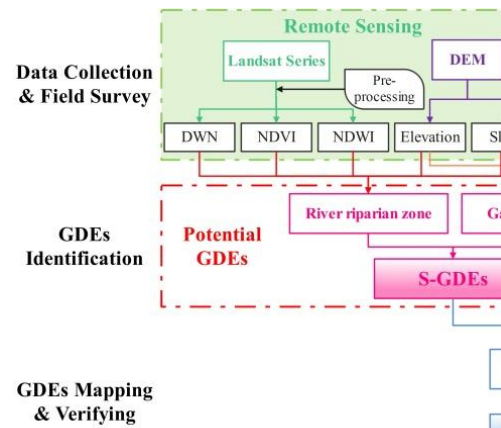 Remote Sensing
Landsat Series
DEM
Data Collection
& Field Survey
Pre-
processing
DWN
NDVI
NDWI
Elevation
River riparian zone
GDEs
Identification
Potential
GDEs
S-GDEs
GDEs Mapping
& Verifying